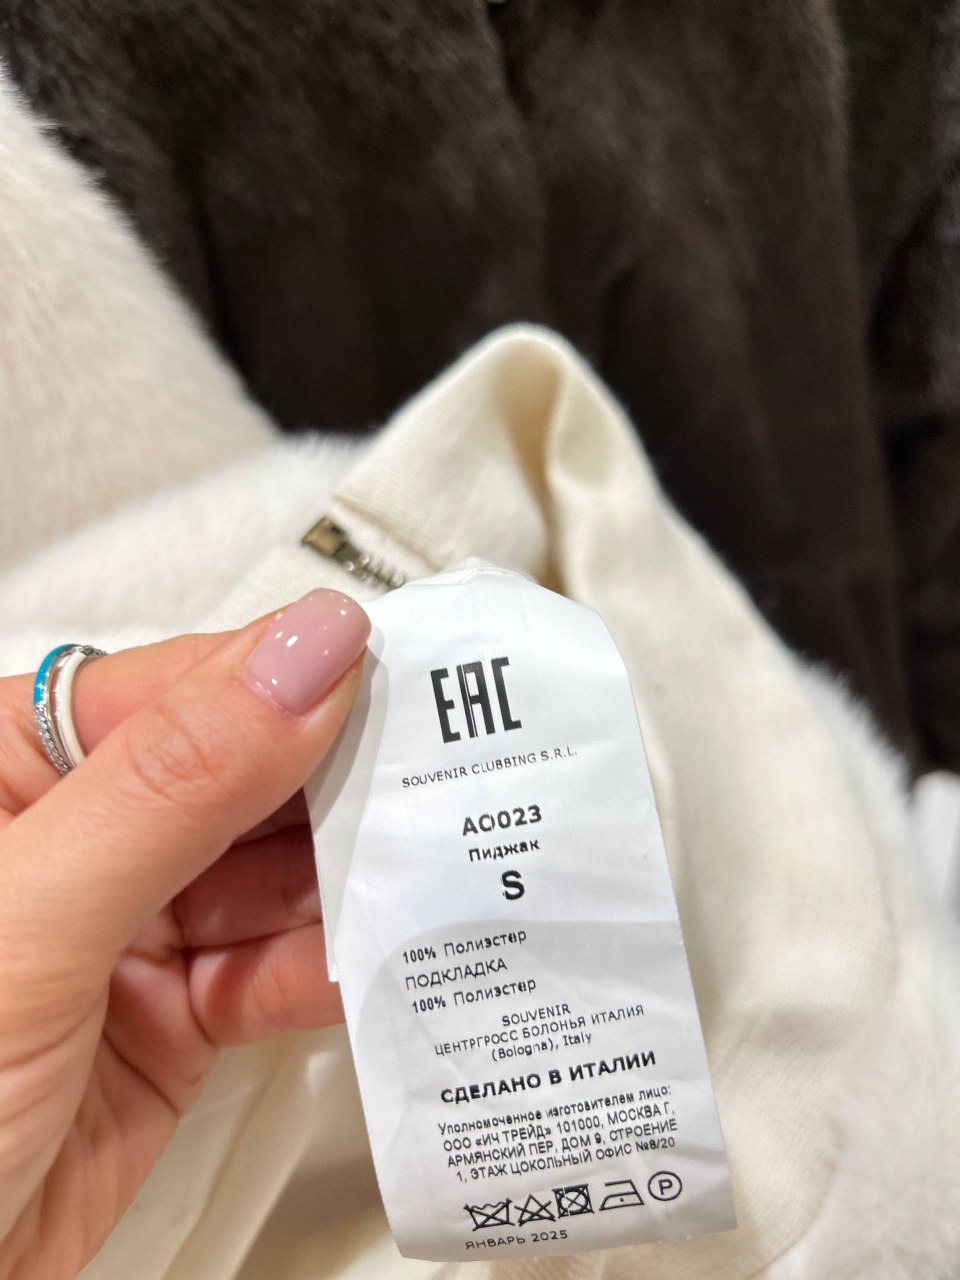 EAC
SOUVENIR CLUBBING S.R.L.
AO023
Пиджак
S
100% Полиэстер
ПОДКЛАДКА
100% Полиэстер
SOUVENIR
ЦЕНТРГРОСС БОЛОНЬЯ ИТАЛИЯ
(Bologna), Italy
СДЕЛАНО В ИТАЛИИ
Уполномоченное изготовителем лицо:
ООО «ИЧ ТРЕЙД» 101000, МОСКВА Г,
АРМЯНСКИЙ ПЕР, ДОМ 9, СТРОЕНИЕ
1, ЭТАЖ ЦОКОЛЬНЫЙ ОФИС №8/20
P
ЯНВАРЬ 2025